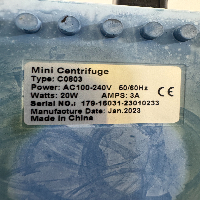 Mini Centrifuge
Type: C0803
Power: AC100-240V 50/60Hz
Watts: 20W AMPS: 3A
Serial NO.: 179-16031-23010233
Manufacture Date: Jan.2023
Made In China
CE